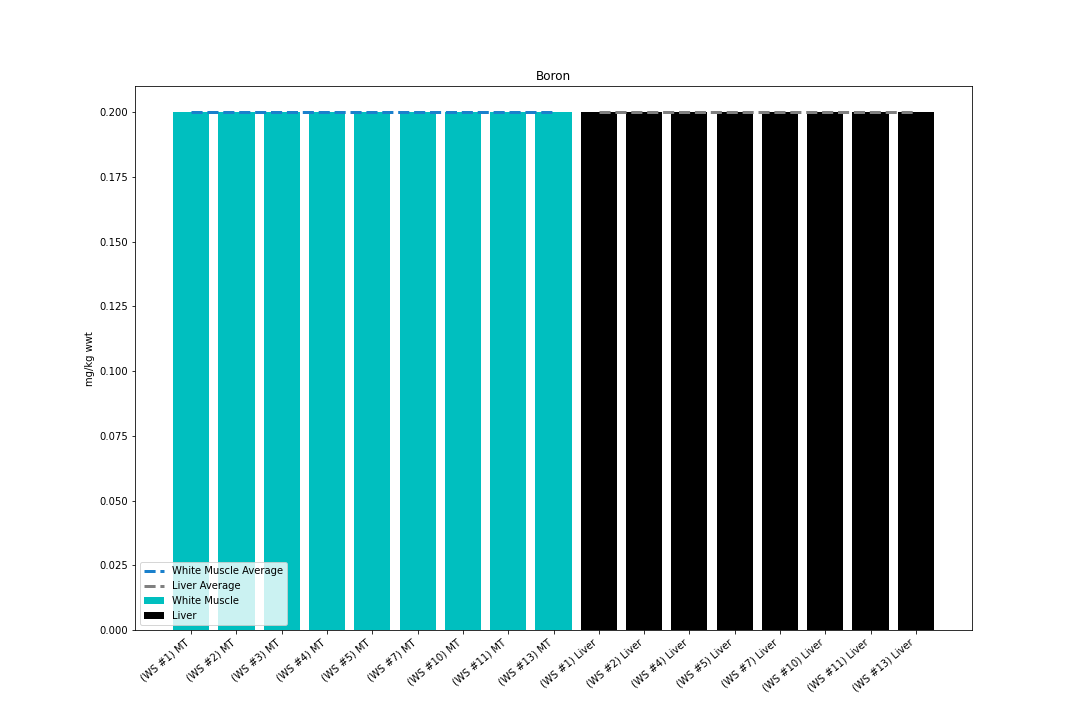 Boron
0.200
0.175
0.150
0.125
0.100
0.075
0.050
0.025
0.000
mg/kg wwt
White Muscle Average
Liver Average
White Muscle
Liver
(WS #1) MT
(WS #2) MT
(WS #3) MT
(WS #4) MT
(WS #5) MT
(WS #7) MT
(WS #10) MT
(WS #11) MT
(WS #13) MT
(WS #1) Liver
(WS #2) Liver
(WS #4) Liver
(WS #5) Liver
(WS #7) Liver
(WS #10) Liver
(WS #11) Liver
(WS #13) Liver